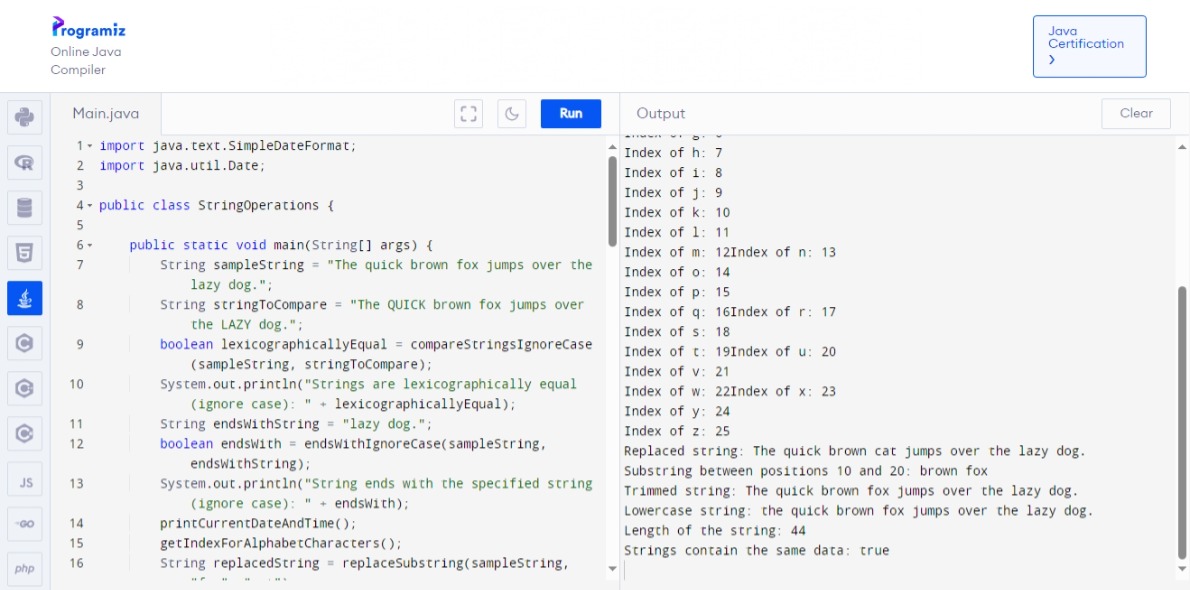 Programiz
Online Java
Compiler
Java
Certification
Main.java
Run
Output
Clear
1 import java.text.SimpleDateFormat;
2 import java.util.Date;
3
4 public class StringOperations {
5
6 public static void main(String[] args) {
7 String sampleString = "The quick brown fox jumps over the
lazy dog.";
8 String stringToCompare = "The QUICK brown fox jumps over
the LAZY dog.";
9 boolean lexicographicallyEqual = compareStringsIgnoreCase
(sampleString, stringToCompare);
10 System.out.println("Strings are lexicographically equal
(ignore case): " + lexicographicallyEqual);
11 String endsWithString = "lazy dog.";
12 boolean endsWith = endsWithIgnoreCase(sampleString,
endsWithString);
13 System.out.println("String ends with the specified string
(ignore case): " + endsWith);
14 printCurrentDateAndTime();
15 getIndexForAlphabetCharacters();
16 String replacedString = replaceSubstring(sampleString,
Index of h: 7
Index of i: 8
Index of j: 9
Index of k: 10
Index of l: 11
Index of m: 12Index of n: 13
Index of o: 14
Index of p: 15
Index of q: 16Index of r: 17
Index of s: 18
Index of t: 19Index of u: 20
Index of v: 21
Index of w: 22Index of x: 23
Index of y: 24
Index of z: 25
Replaced string: The quick brown cat jumps over the lazy dog.
Substring between positions 10 and 20: brown fox
Trimmed string: The quick brown fox jumps over the lazy dog.
Lowercase string: the quick brown fox jumps over the lazy dog.
Length of the string: 44
Strings contain the same data: true
JS
GO
php